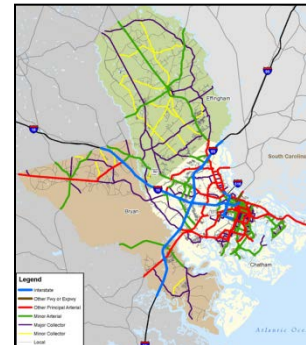 Effingham
South Carolina
Bryan
Chatham
Atlantic Oce
Legend
Interstate
Other Fwy or Expwy
Other Principal Arterial
Minor Arterial
Major Collector
Minor Collector
Local